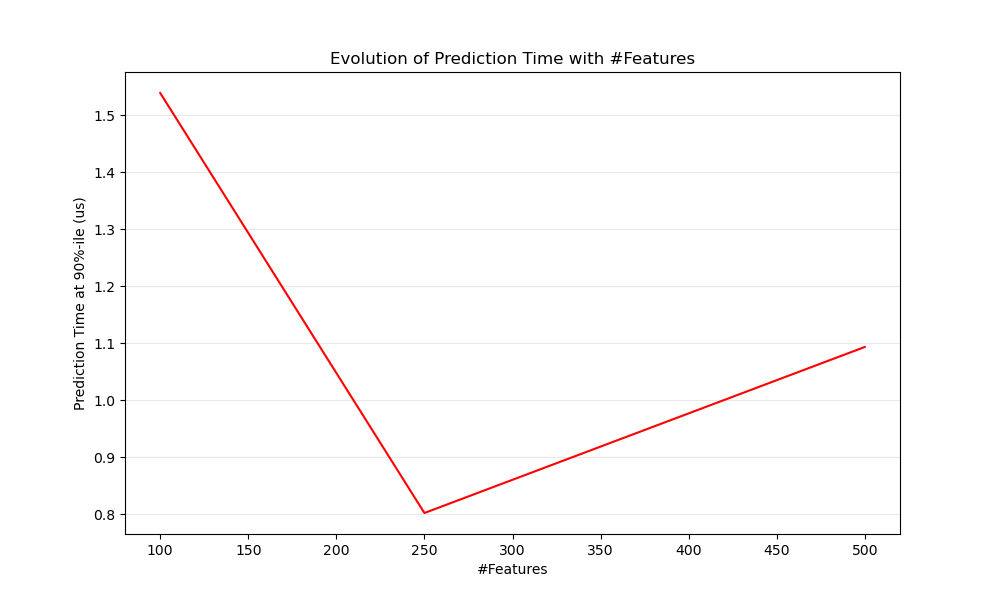 Evolution of Prediction Time with #Features
Prediction Time at 90%-ile (us)
1.5
1.4
1.3
1.2
1.1
1.0
0.9
0.8
100 150 200 250 300 350 400 450 500
#Features